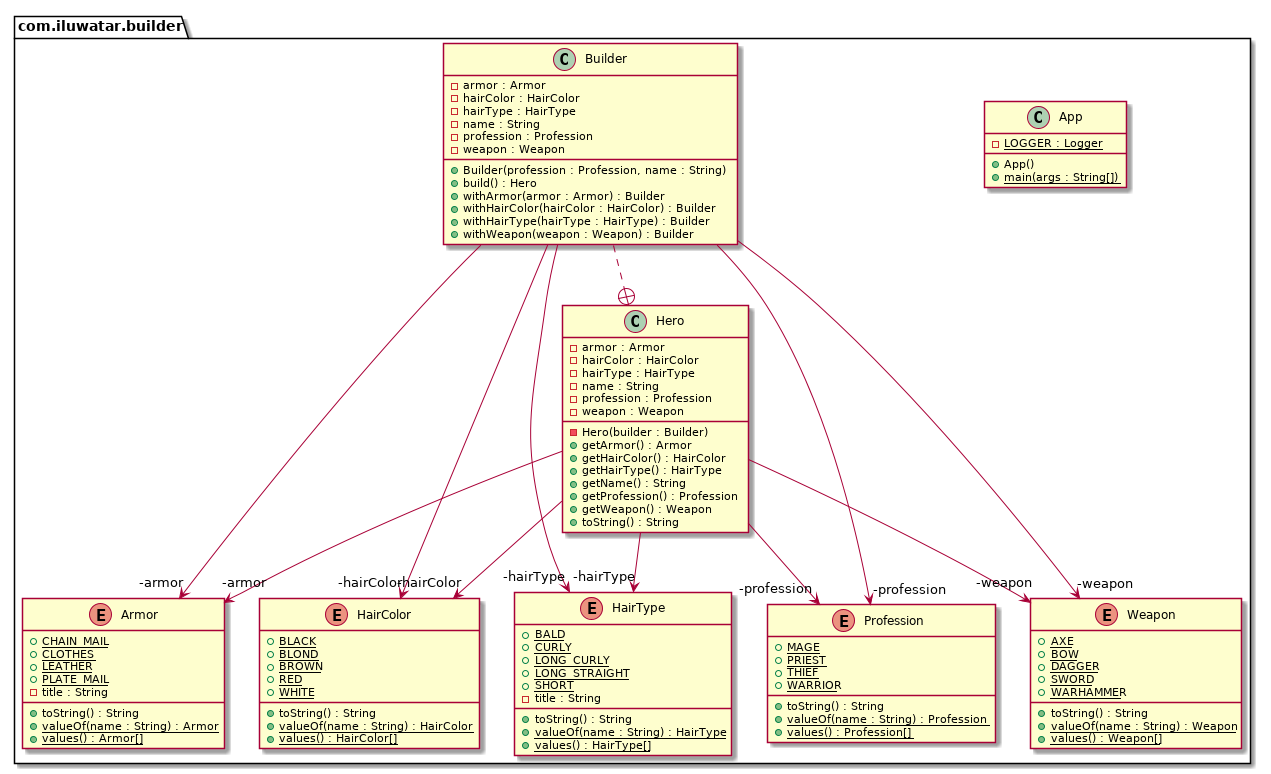 com.iluwatar.builder
C Builder
armor : Armor
hairColor : HairColor
hairType : HairType
name : String
profession : Profession
weapon : Weapon
Builder(profession : Profession, name : String)
build() : Hero
withArmor(armor : Armor) : Builder
withHairColor(hairColor : HairColor) : Builder
withHairType(hairType : HairType) : Builder
withWeapon(weapon : Weapon) : Builder
C App
LOGGER : Logger
App()
main(args : String[])
C Hero
armor : Armor
hairColor : HairColor
hairType : HairType
name : String
profession : Profession
weapon : Weapon
Hero(builder : Builder)
getArmor() : Armor
getHairColor() : HairColor
getHairType() : HairType
getName() : String
getProfession() : Profession
getWeapon() : Weapon
toString() : String
-armor
-armor
-hairColor
-hairColor
-hairType
-hairType
-profession
-profession
-weapon
-weapon
E Armor
CHAIN_MAIL
CLOTHES
LEATHER
PLATE_MAIL
title : String
toString() : String
valueOf(name : String) : Armor
values() : Armor[]
E HairColor
BLACK
BLOND
BROWN
RED
WHITE
toString() : String
valueOf(name : String) : HairColor
values() : HairColor[]
E HairType
BALD
CURLY
LONG_CURLY
LONG_STRAIGHT
SHORT
title : String
toString() : String
valueOf(name : String) : HairType
values() : HairType[]
E Profession
MAGE
PRIEST
THIEF
WARRIOR
toString() : String
valueOf(name : String) : Profession
values() : Profession[]
E Weapon
AXE
BOW
DAGGER
SWORD
WARHAMMER
toString() : String
valueOf(name : String) : Weapon
values() : Weapon[]